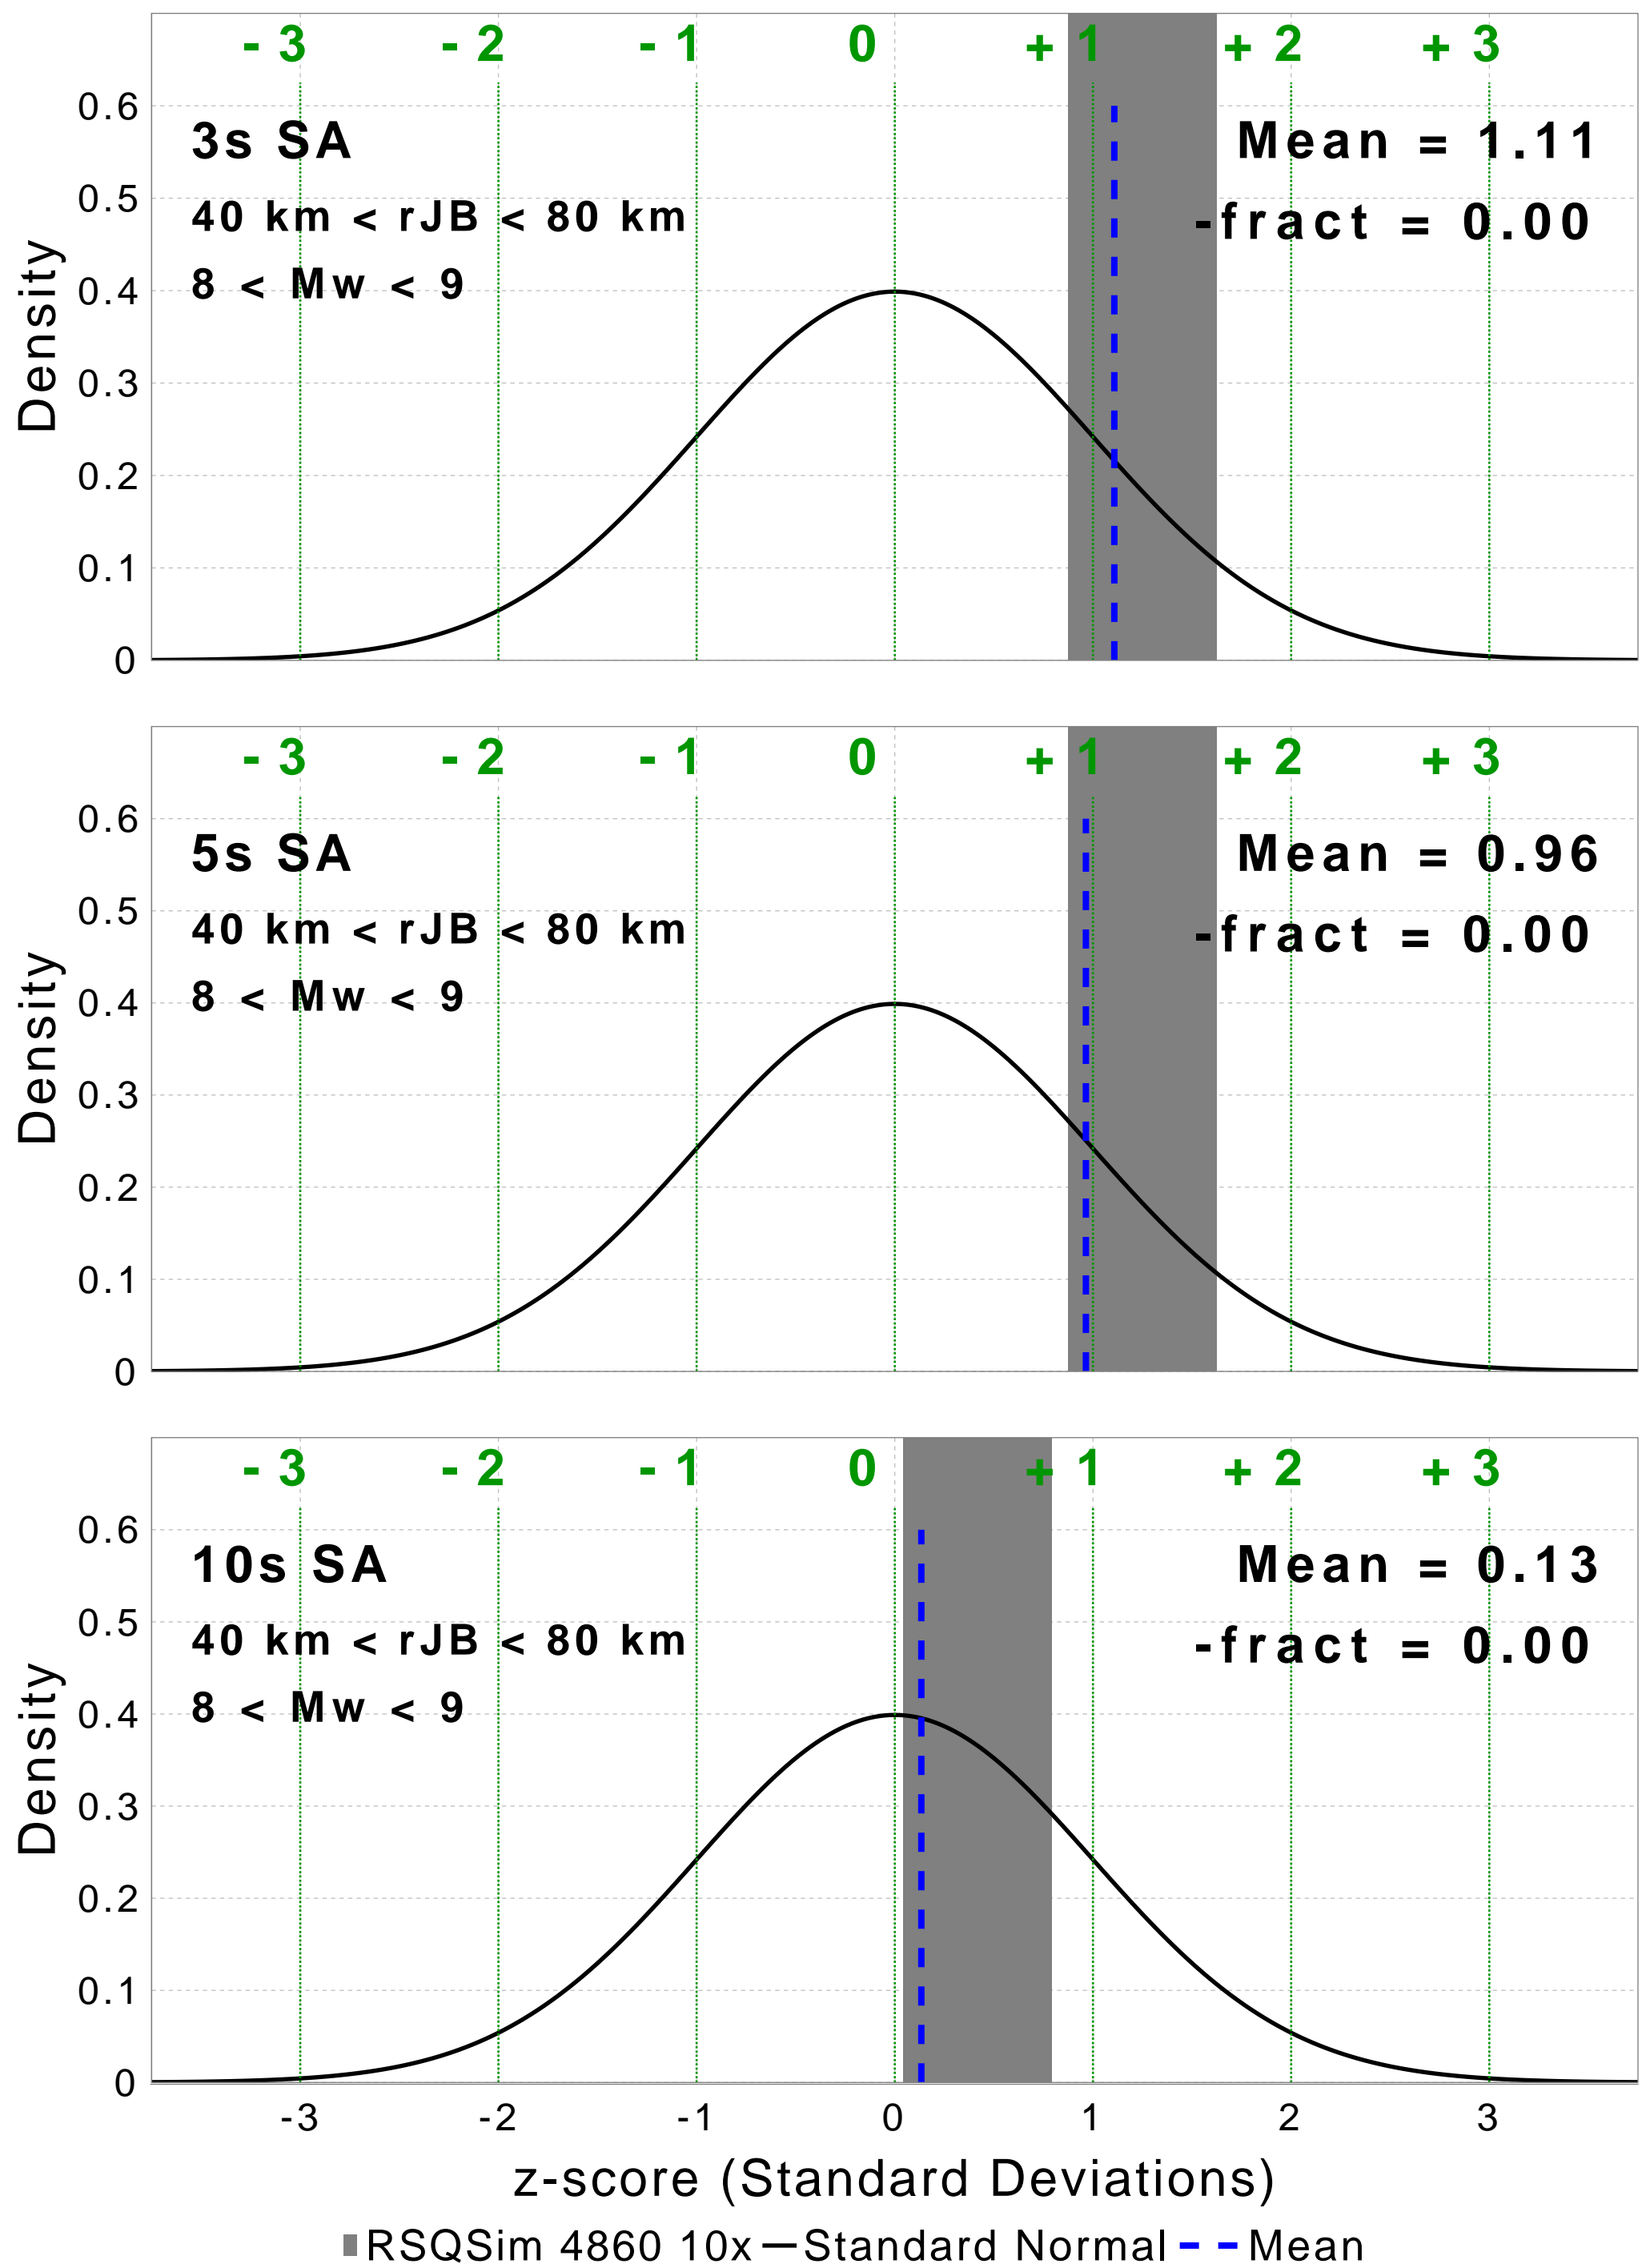 - 3 - 2 - 1 0 + 1 + 2 + 3
0.6
3s SA Mean = 1.11
0.5
40 km < rJB < 80 km -fract = 0.00
8 < Mw < 9
0.4
Density
0.3
0.2
0.1
0
- 3 - 2 - 1 0 + 1 + 2 + 3
0.6
5s SA Mean = 0.96
0.5
40 km < rJB < 80 km -fract = 0.00
8 < Mw < 9
0.4
Density
0.3
0.2
0.1
0
- 3 - 2 - 1 0 + 1 + 2 + 3
0.6
10s SA Mean = 0.13
0.5
40 km < rJB < 80 km -fract = 0.00
8 < Mw < 9
0.4
Density
0.3
0.2
0.1
0
-3 -2 -1 0 1 2 3
z-score (Standard Deviations)
RSQSim 4860 10x Standard Normal Mean